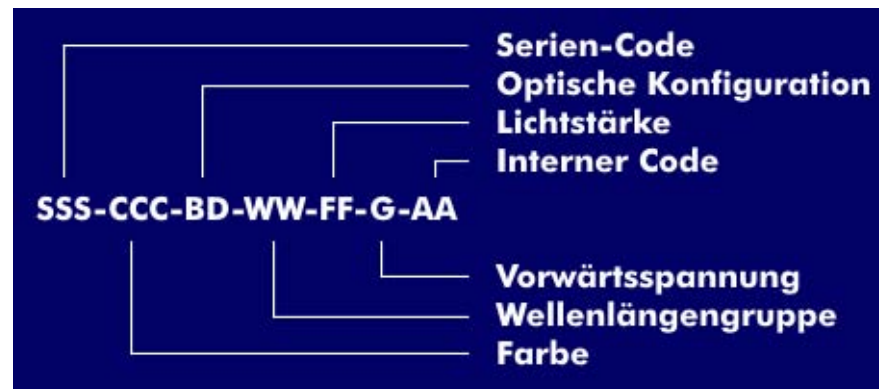 Serien-Code
Optische Konfiguration
Lichtstärke
Interner Code
SSS-CCC-BD-WW-FF-G-AA
Vorwärtsspannung
Wellenlängengruppe
Farbe